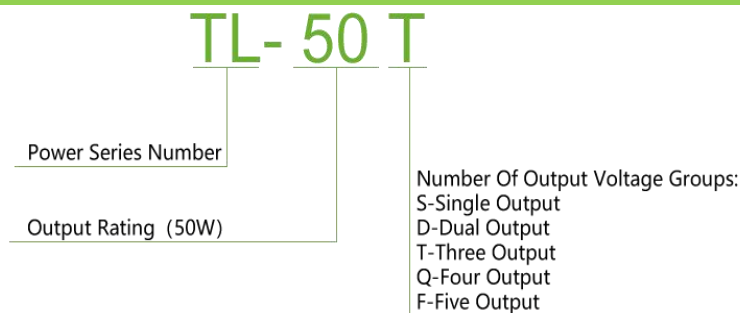 TL- 50 T
Power Series Number
Output Rating（50W）
Number Of Output Voltage Groups:
S-Single Output
D-Dual Output
T-Three Output
Q-Four Output
F-Five Output